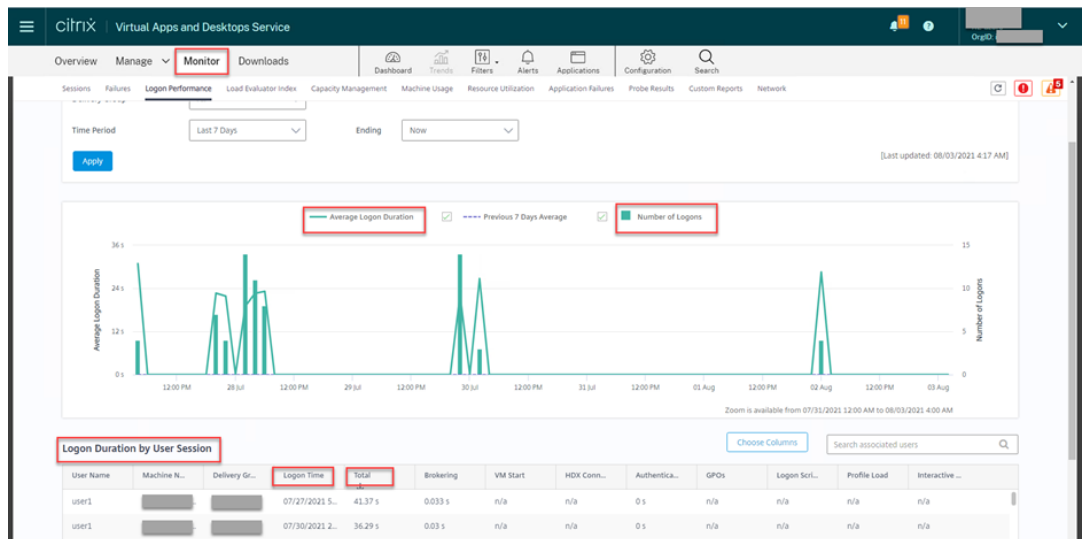 citrix | Virtual Apps and Desktops Service
11
?
OrgID:
Overview Manage Monitor Downloads Dashboard Trends Filters Alerts Applications Configuration Search
Sessions Failures Logon Performance Load Evaluator Index Capacity Management Machine Usage Resource Utilization Application Failures Probe Results Custom Reports Network
5
Time Period Last 7 Days Ending Now
Apply
[Last updated: 08/03/2021 4:17 AM]
Average Logon Duration Previous 7 Days Average Number of Logons
36 s 15
24 s 10
12 s 5
0 s 0
Average Logon Duration
Number of Logons
12:00 PM 28 Jul 12:00 PM 29 Jul 12:00 PM 30 Jul 12:00 PM 31 Jul 12:00 PM 01 Aug 12:00 PM 02 Aug 12:00 PM 03 Aug
Zoom is available from 07/31/2021 12:00 AM to 08/03/2021 4:00 AM
Logon Duration by User Session
Choose Columns Search associated users
User Name Machine N... Delivery Gr... Logon Time Total Brokering VM Start HDX Conn... Authentica... GPOs Logon Scri... Profile Load Interactive ...
user1 07/27/2021 5... 41.37 s 0.033 s n/a n/a 0 s n/a n/a n/a n/a
user1 07/30/2021 2... 36.29 s 0.03 s n/a n/a 0 s n/a n/a n/a n/a